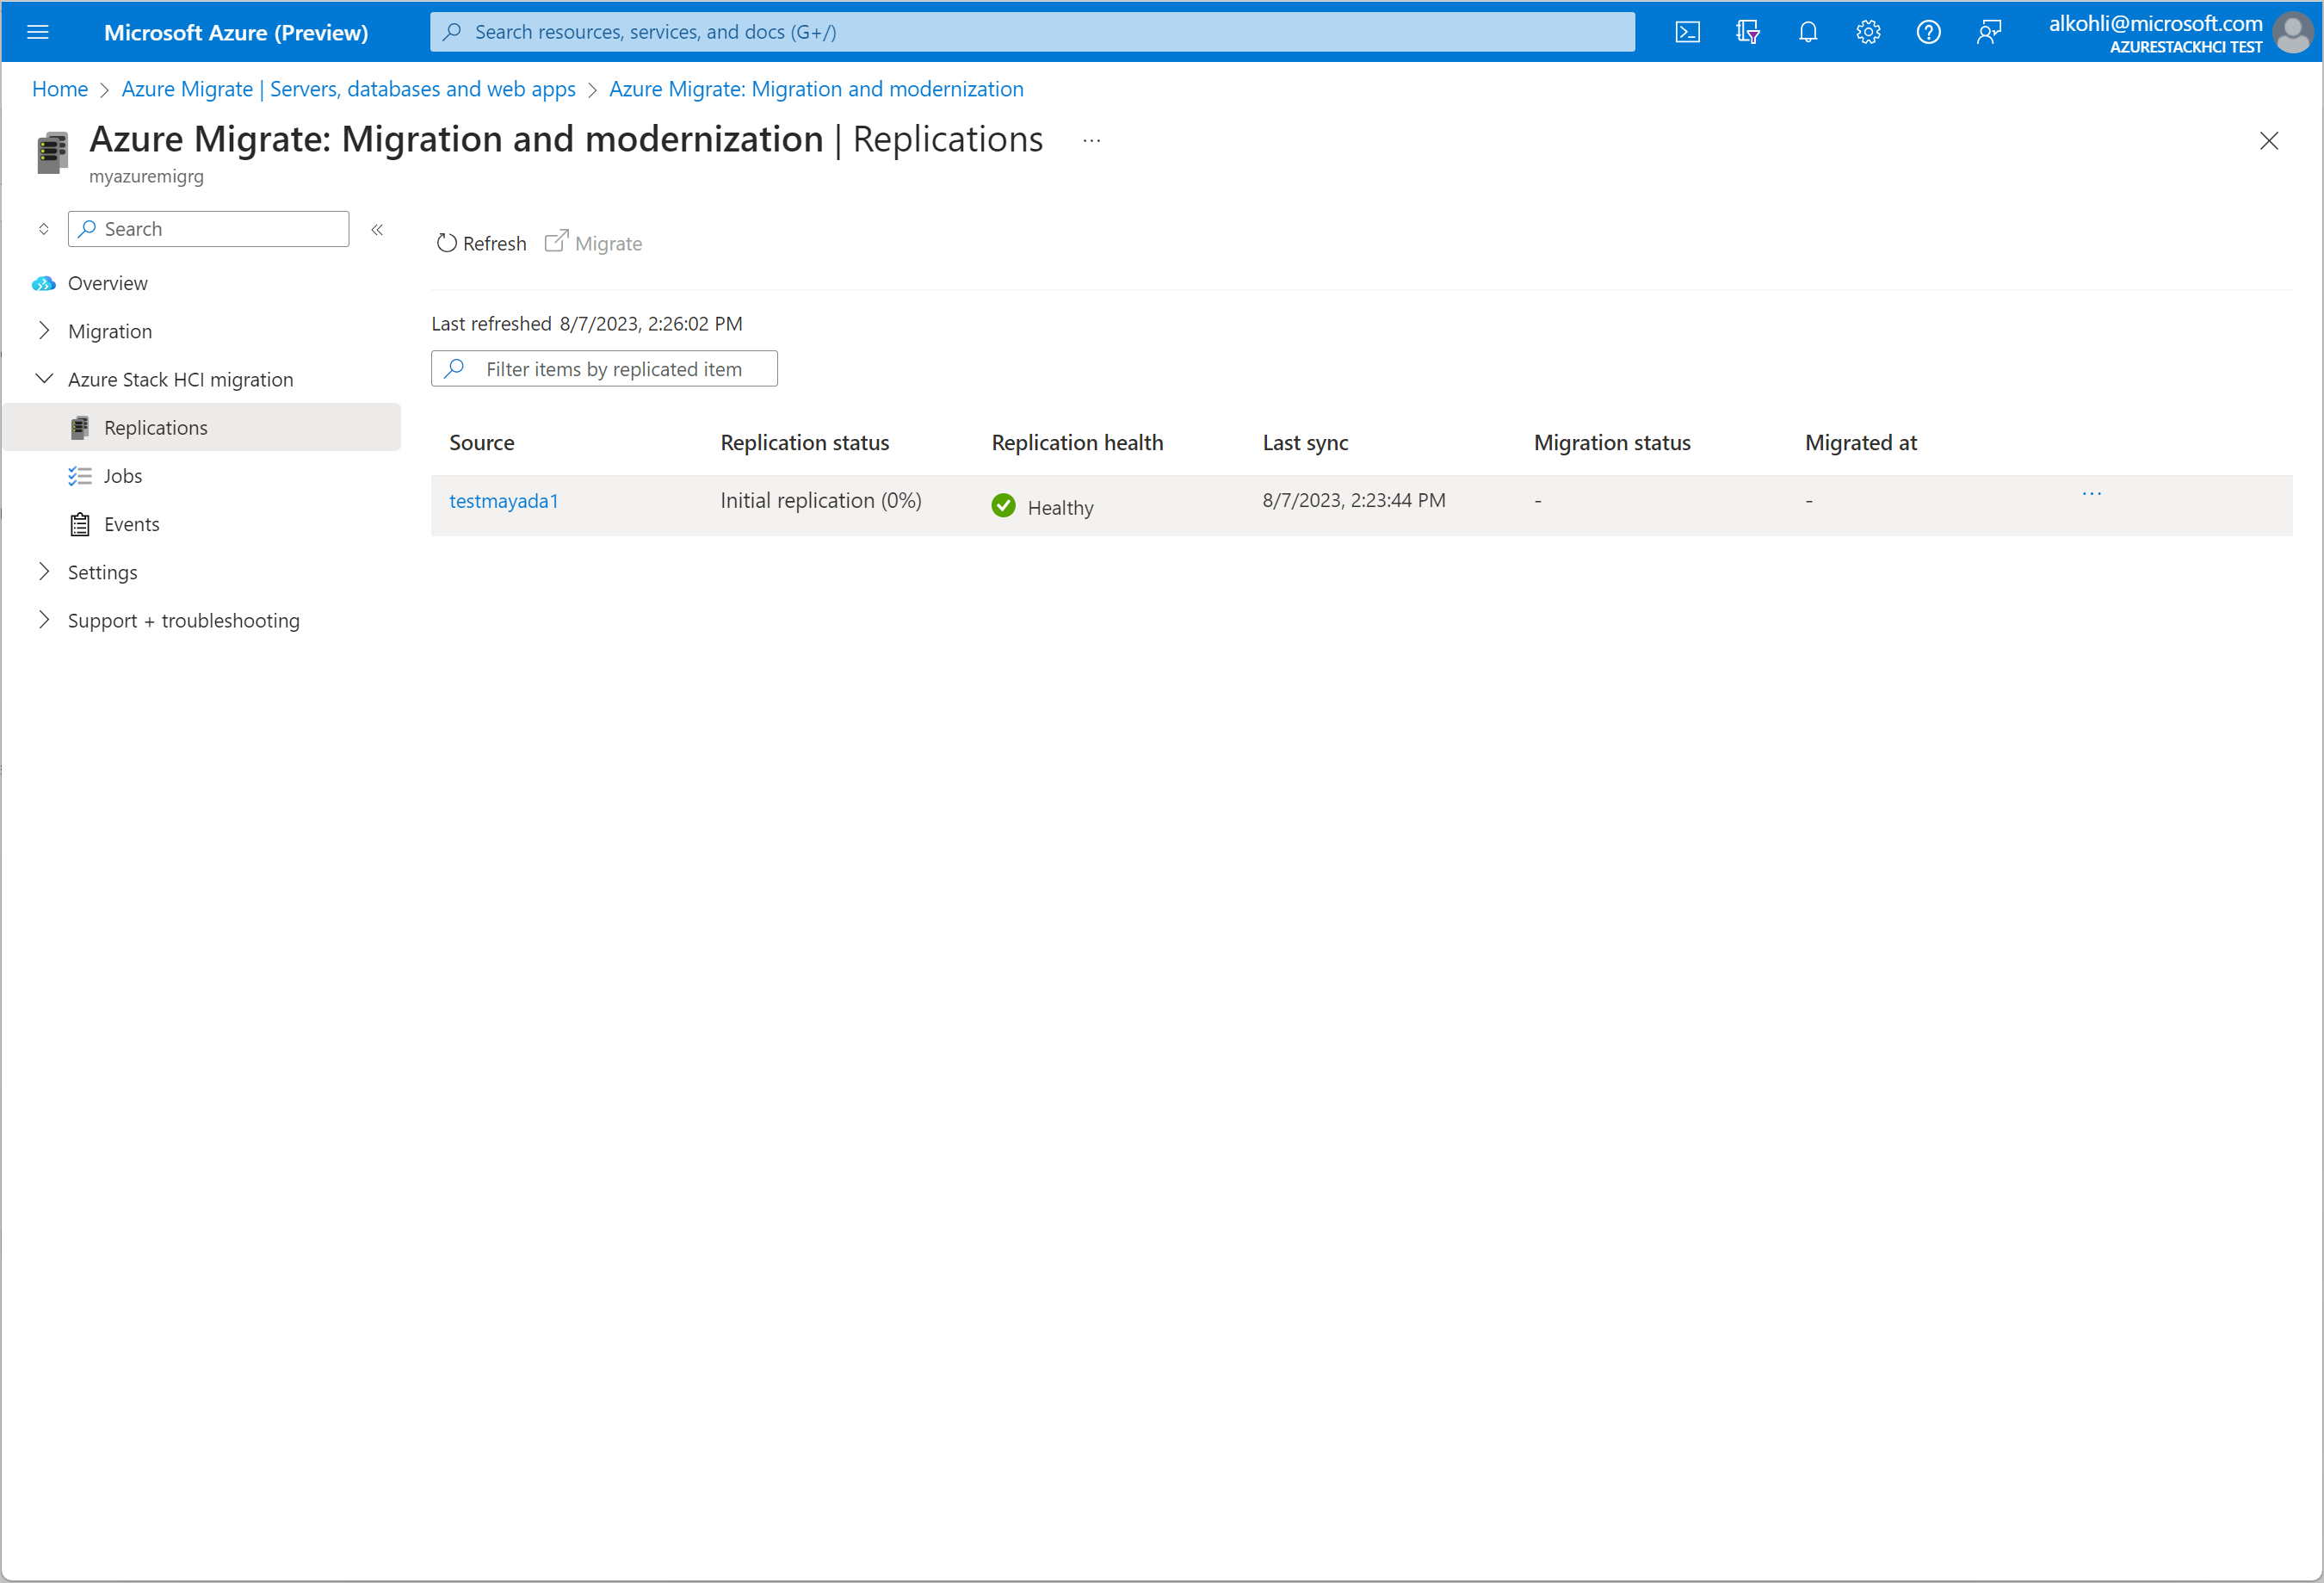 Microsoft Azure (Preview)
Search resources, services, and docs (G+/)
alkohli@microsoft.com
AZURESTACKHCI TEST
Home > Azure Migrate | Servers, databases and web apps > Azure Migrate: Migration and modernization
Azure Migrate: Migration and modernization | Replications ...
myazuremigrg
Search
Overview
Migration
Azure Stack HCI migration
Replications
Jobs
Events
Settings
Support + troubleshooting
Refresh Migrate
Last refreshed 8/7/2023, 2:26:02 PM
Filter items by replicated item
Source Replication status Replication health Last sync Migration status Migrated at
testmayada1 Initial replication (0%) Healthy 8/7/2023, 2:23:44 PM - - ...